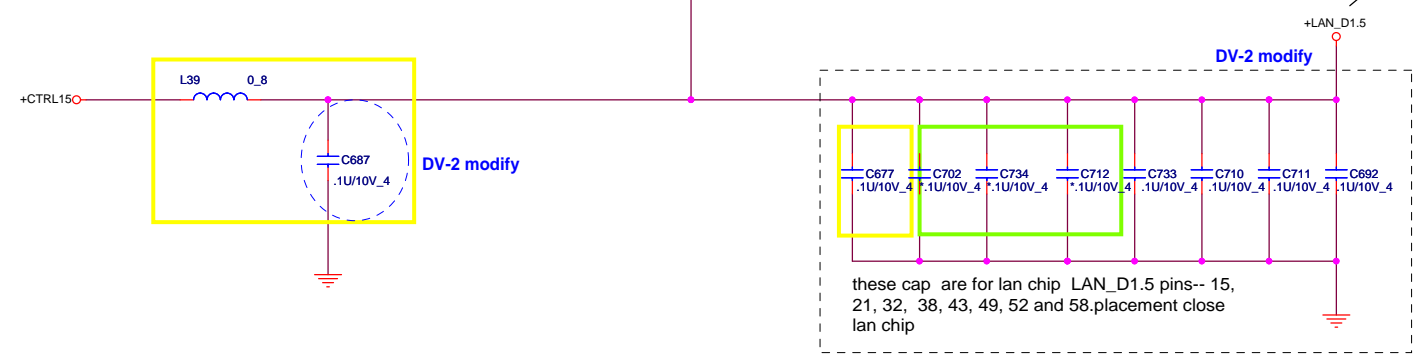 +LAN_D1.5
DV-2 modify
L39 0_8
+CTRL15
C687
.1U/10V_4
DV-2 modify
C677 C702 C734 C712 C733 C710 C711 C692
.1U/10V_4 *.1U/10V_4 *.1U/10V_4 *.1U/10V_4 .1U/10V_4 .1U/10V_4 .1U/10V_4 .1U/10V_4
these cap are for lan chip LAN_D1.5 pins-- 15,
21, 32, 38, 43, 49, 52 and 58.placement close
lan chip